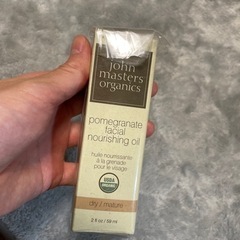 john
masters
organics
pomegranate
facial
nourishing oil
huile nourrissante
à la grenade
pour le visage
USDA
ORGANIC
dry / mature
2 fl oz / 59 ml